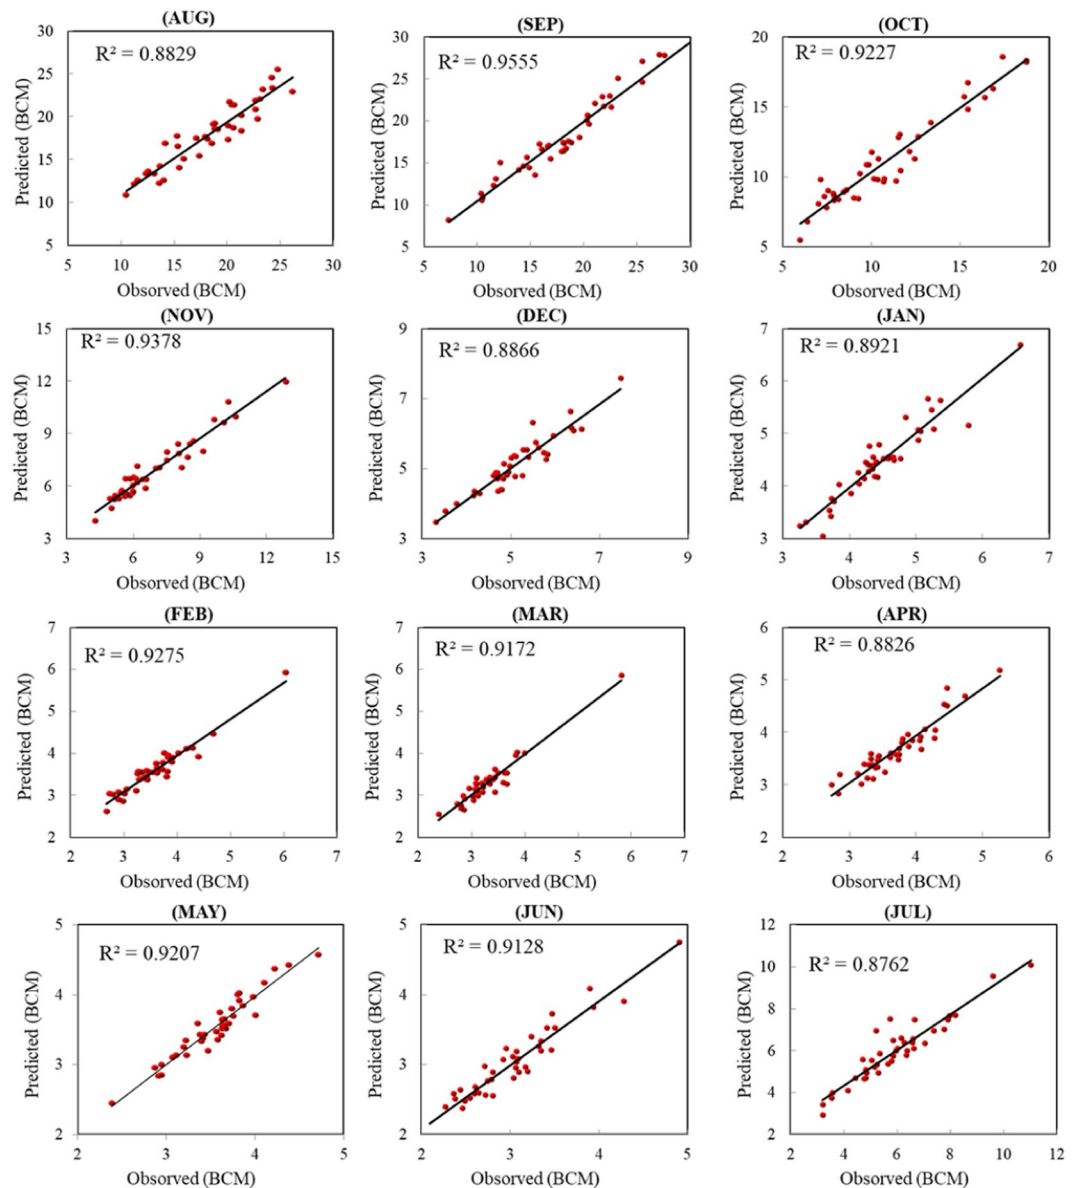 (AUG)
R² = 0.8829
Predicted (BCM)
30
25
20
15
10
5
5 10 15 20 25 30
Obsorved (BCM)
(SEP)
R² = 0.9555
Predicted (BCM)
30
25
20
15
10
5
5 10 15 20 25 30
Obsorved (BCM)
(OCT)
R² = 0.9227
Predicted (BCM)
20
15
10
5
5 10 15 20
Obsorved (BCM)
(NOV)
R² = 0.9378
Predicted (BCM)
15
12
9
6
3
3 6 9 12 15
Obsorved (BCM)
(DEC)
R² = 0.8866
Predicted (BCM)
9
7
5
3
3 5 7 9
Obsorved (BCM)
(JAN)
R² = 0.8921
Predicted (BCM)
7
6
5
4
3
3 4 5 6 7
Obsorved (BCM)
(FEB)
R² = 0.9275
Predicted (BCM)
7
6
5
4
3
2
2 3 4 5 6 7
Obsorved (BCM)
(MAR)
R² = 0.9172
Predicted (BCM)
7
6
5
4
3
2
2 3 4 5 6 7
Obsorved (BCM)
(APR)
R² = 0.8826
Predicted (BCM)
6
5
4
3
2
2 3 4 5 6
Obsorved (BCM)
(MAY)
R² = 0.9207
Predicted (BCM)
5
4
3
2
2 3 4 5
Obsorved (BCM)
(JUN)
R² = 0.9128
Predicted (BCM)
5
4
3
2
2 3 4 5
Obsorved (BCM)
(JUL)
R² = 0.8762
Predicted (BCM)
12
10
8
6
4
2
2 4 6 8 10 12
Obsorved (BCM)